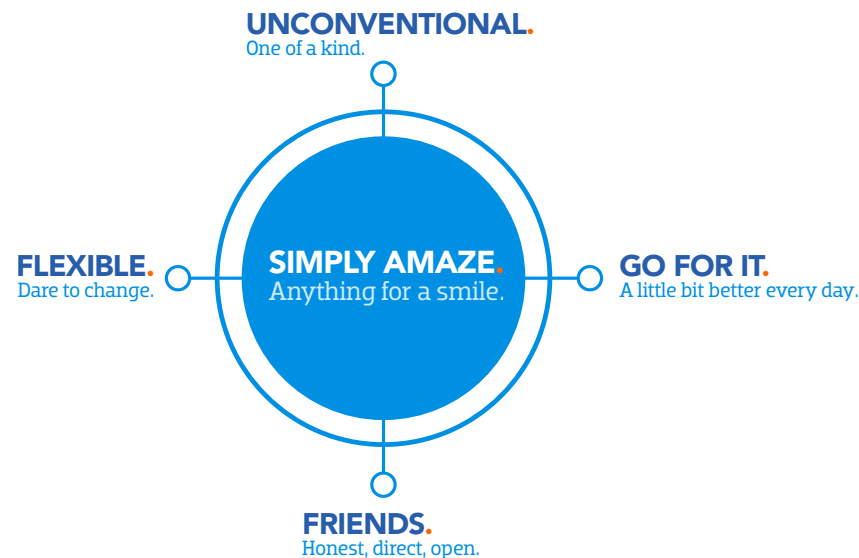 UNCONVENTIONAL.
One of a kind.
FLEXIBLE.
Dare to change.
SIMPLY AMAZE.
Anything for a smile.
GO FOR IT.
A little bit better every day.
FRIENDS.
Honest, direct, open.